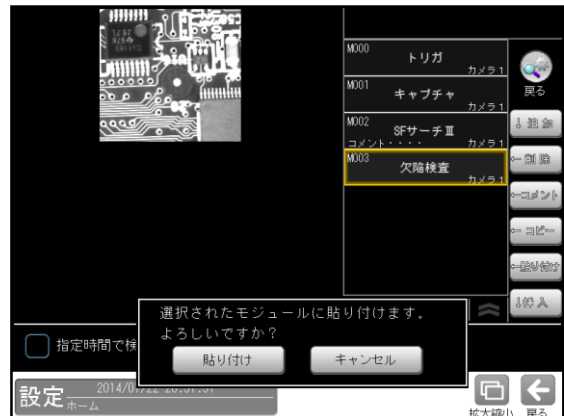 M000
トリガ
カメラ1
M001
キャプチャ
カメラ1
M002
SFサーチⅢ
コメント・・・・
カメラ1
M003
欠陥検査
カメラ1
戻る
↓追加
←削除
←コメント
←コピー
←貼り付け
↓挿入
選択されたモジュールに貼り付けます。
よろしいですか？
貼り付け
キャンセル
指定時間で検
設定
ホーム
拡大縮小
戻る